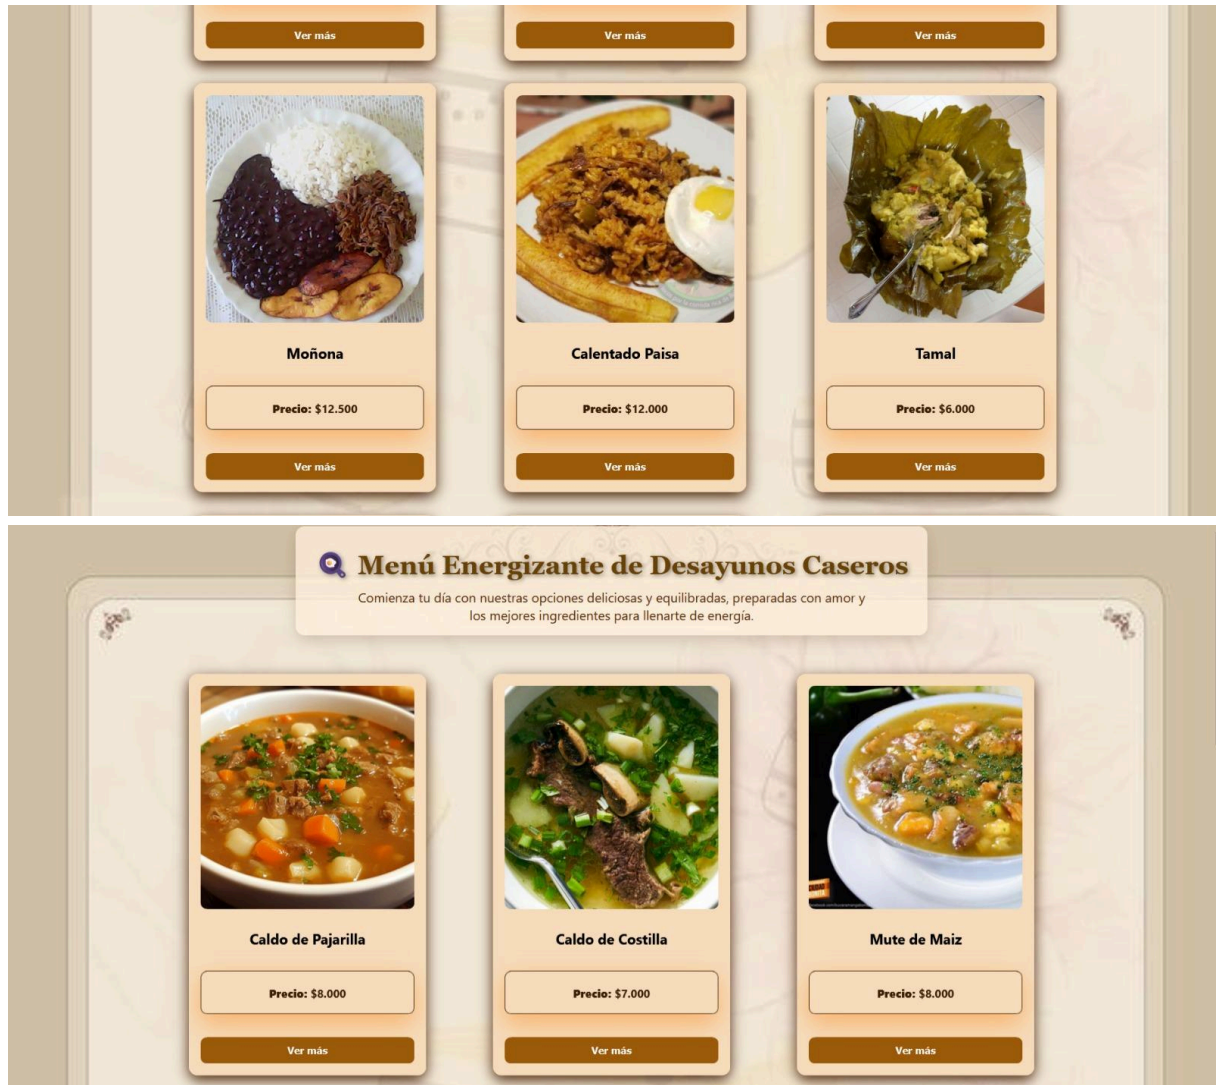 Ver más
Ver más
Ver más
Moñona
Calentado Paisa
Tamal
Precio: $12.500
Precio: $12.000
Precio: $6.000
Ver más
Ver más
Ver más
Menú Energizante de Desayunos Caseros
Comienza tu día con nuestras opciones deliciosas y equilibradas, preparadas con amor y
los mejores ingredientes para llenarte de energía.
Caldo de Pajarilla
Caldo de Costilla
Mute de Maiz
Precio: $8.000
Precio: $7.000
Precio: $8.000
Ver más
Ver más
Ver más